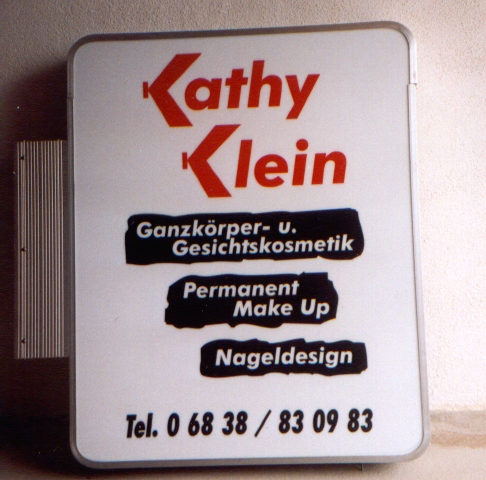 Kathy
Klein
Ganzkörper- u.
Gesichtskosmetik
Permanent
Make Up
Nageldesign
Tel. 0 68 38 / 83 09 83